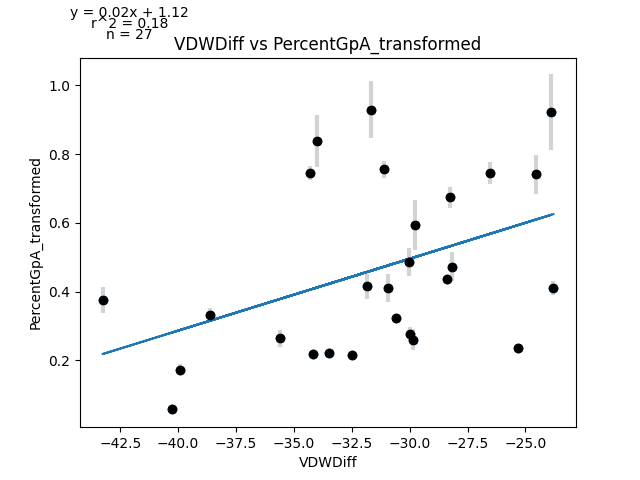 y = 0.02x + 1.12
r^2 = 0.18
n = 27
VDWDiff vs PercentGpA_transformed
1.0
0.8
0.6
0.4
0.2
PercentGpA_transformed
−42.5 −40.0 −37.5 −35.0 −32.5 −30.0 −27.5 −25.0
VDWDiff